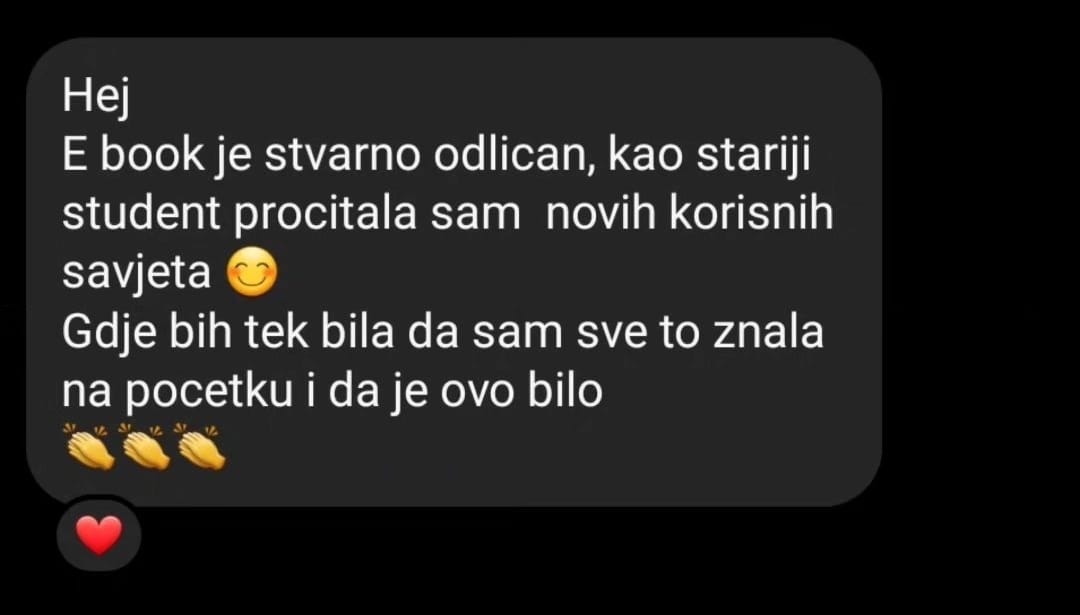 Hej
E book je stvarno odlican, kao stariji
student procitala sam  novih korisnih
savjeta 😊
Gdje bih tek bila da sam sve to znala
na pocetku i da je ovo bilo
👏👏👏
❤️